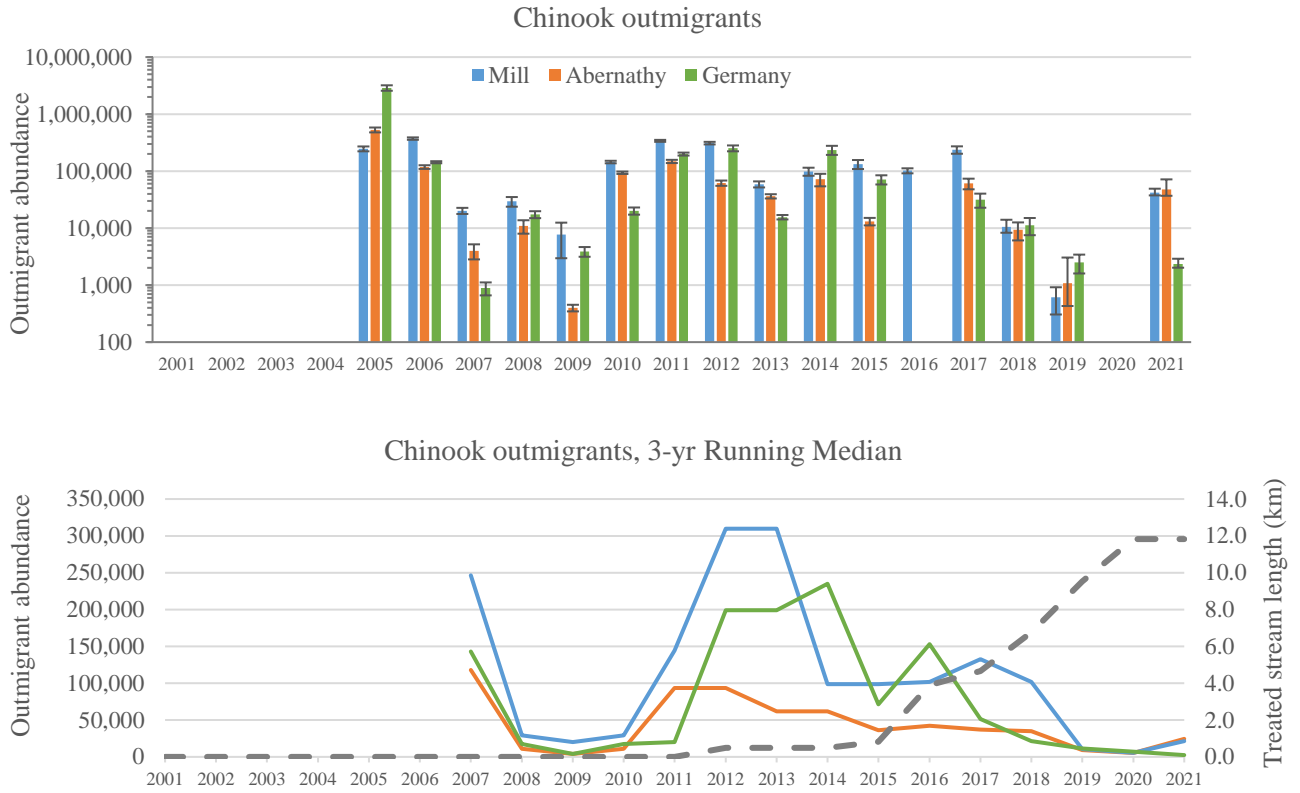 Chinook outmigrants
Outmigrant abundance
10,000,000
1,000,000
100,000
10,000
1,000
100
Mill Abernathy Germany
2001 2002 2003 2004 2005 2006 2007 2008 2009 2010 2011 2012 2013 2014 2015 2016 2017 2018 2019 2020 2021
Chinook outmigrants, 3-yr Running Median
Outmigrant abundance
350,000
300,000
250,000
200,000
150,000
100,000
50,000
0
14.0
12.0
10.0
8.0
6.0
4.0
2.0
0.0
Treated stream length (km)
2001 2002 2003 2004 2005 2006 2007 2008 2009 2010 2011 2012 2013 2014 2015 2016 2017 2018 2019 2020 2021